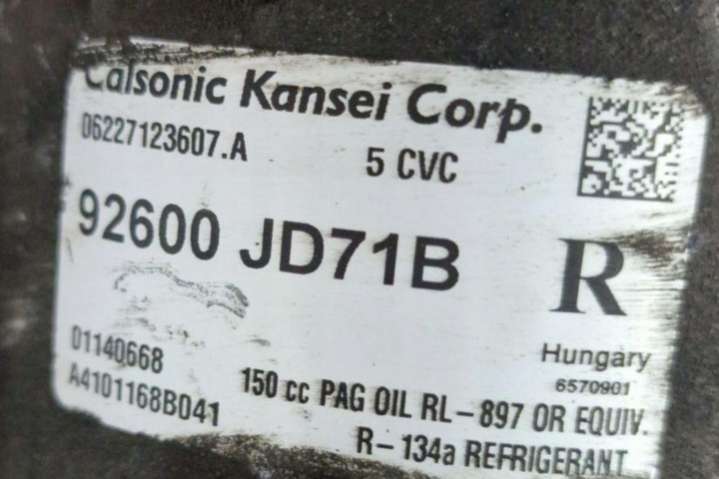 Calsonic Kansei Corp.
06227123607.A
5 CVC
92600 JD71B
R
Hungary
6570901
01140668
A4101168B041
150 cc PAG OIL RL-897 OR EQUIV.
R-134a REFRIGERANT